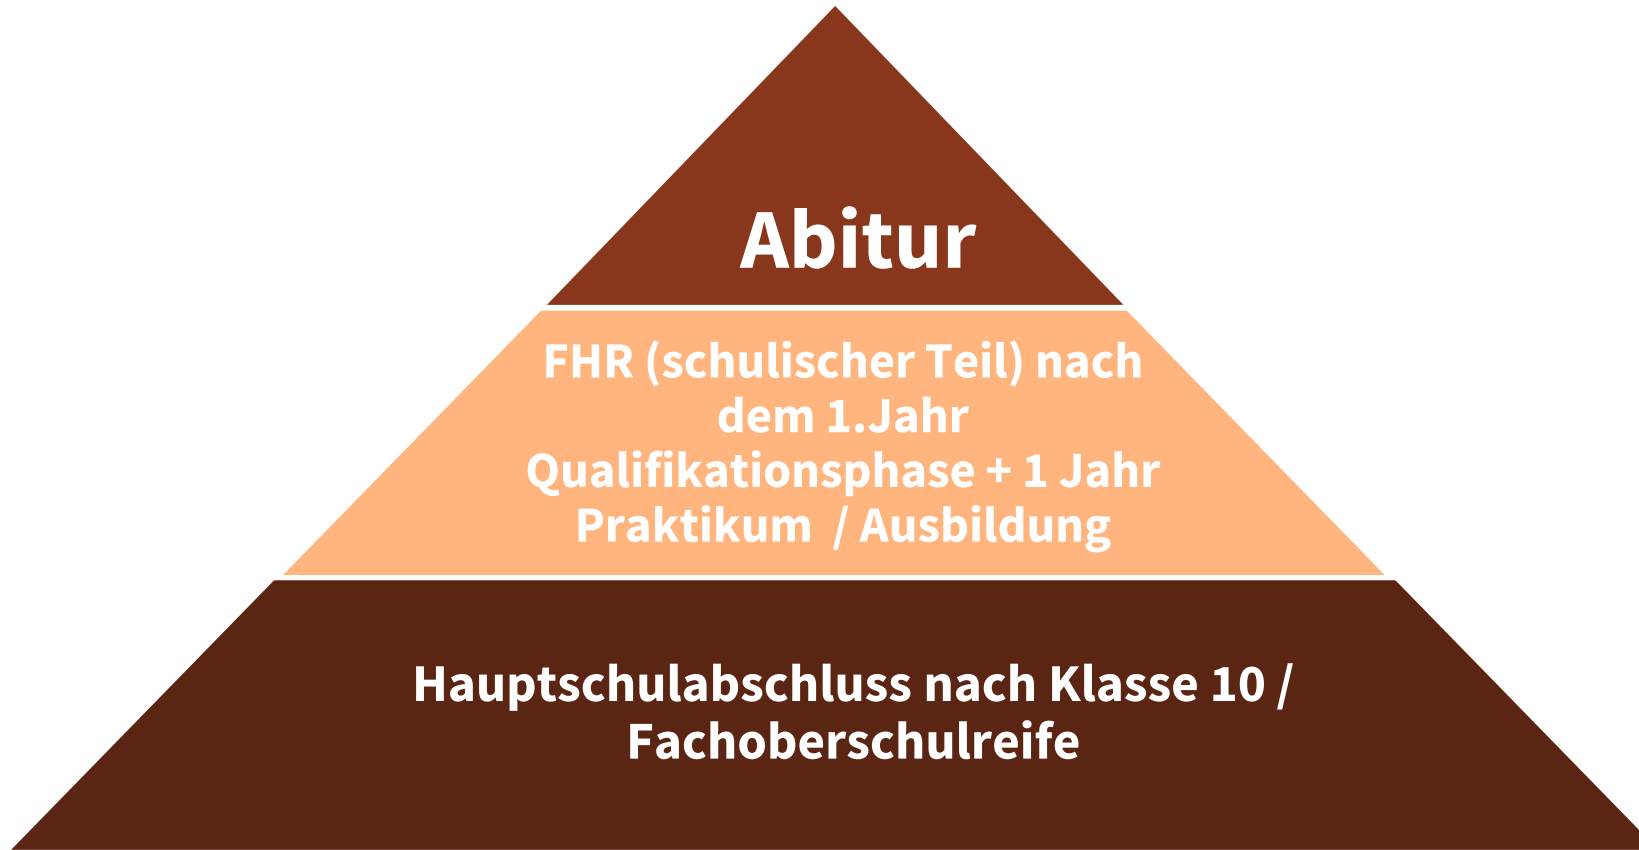 Abitur
FHR (schulischer Teil) nach
dem 1.Jahr
Qualifikationsphase + 1 Jahr
Praktikum / Ausbildung
Hauptschulabschluss nach Klasse 10 /
Fachoberschulreife